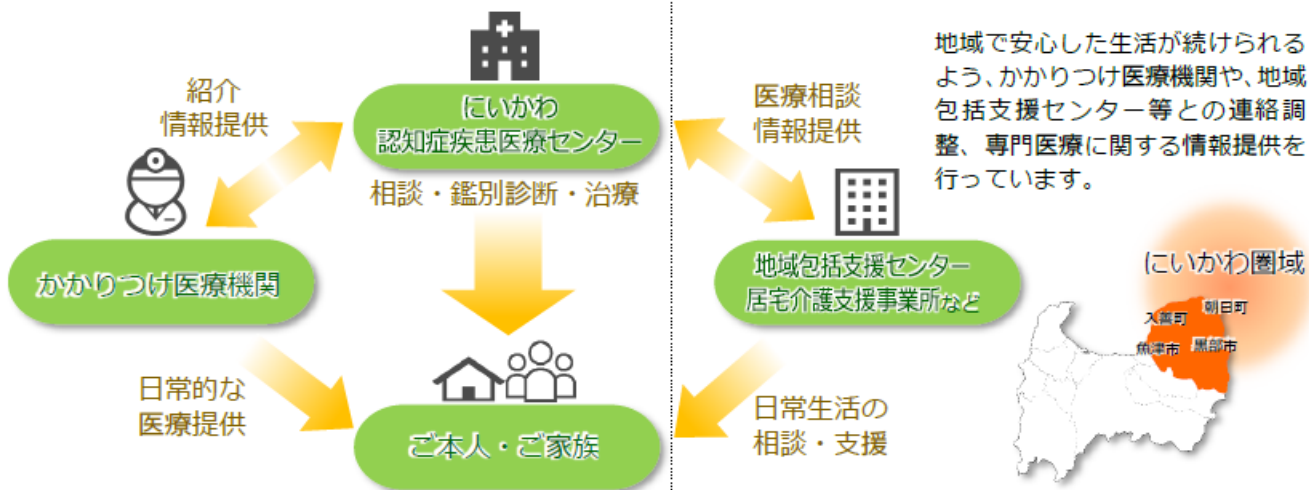 にいかわ
認知症疾患医療センター
相談・鑑別診断・治療
紹介
情報提供
かかりつけ医療機関
日常的な
医療提供
ご本人・ご家族
医療相談
情報提供
地域包括支援センター
居宅介護支援事業所など
日常生活の
相談・支援
地域で安心した生活が続けられる
よう、かかりつけ医療機関や、地域
包括支援センター等との連絡調
整、専門医療に関する情報提供を
行っています。
にいかわ圏域
朝日町
入善町
魚津市 黒部市